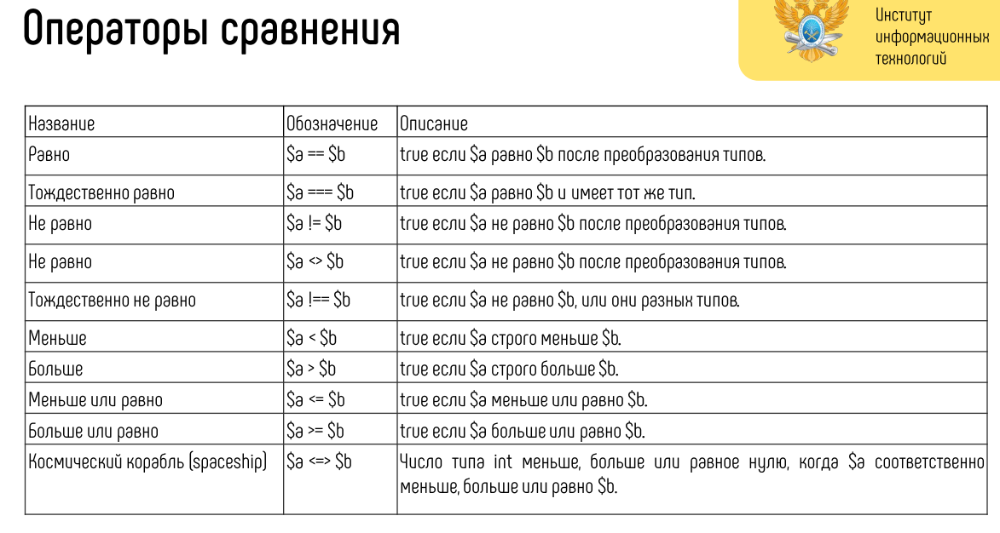 Операторы сравнения
Институт
информационных
технологий
Название Обозначение Описание
Равно $a == $b true если $a равно $b после преобразования типов.
Тождественно равно $a === $b true если $a равно $b и имеет тот же тип.
Не равно $a != $b true если $a не равно $b после преобразования типов.
Не равно $a <> $b true если $a не равно $b после преобразования типов.
Тождественно не равно $a !== $b true если $a не равно $b, или они разных типов.
Меньше $a < $b true если $a строго меньше $b.
Больше $a > $b true если $a строго больше $b.
Меньше или равно $a <= $b true если $a меньше или равно $b.
Больше или равно $a >= $b true если $a больше или равно $b.
Космический корабль (spaceship) $a <=> $b Число типа int меньше, больше или равное нулю, когда $a соответственно
меньше, больше или равно $b.